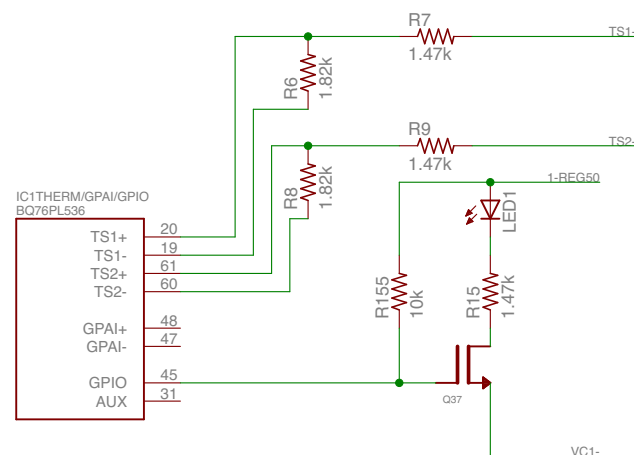 R7
TS1-
1.47k
R6
1.82k
R9
TS2-
1.47k
R8
1.82k
1-REG50
LED1
IC1THERM/GPAI/GPIO
BQ76PL536
TS1+ 20
TS1- 19
TS2+ 61
TS2- 60
R155
10k
R15
1.47k
GPAI+ 48
GPAI- 47
GPIO 45
AUX 31
Q37
VC1-